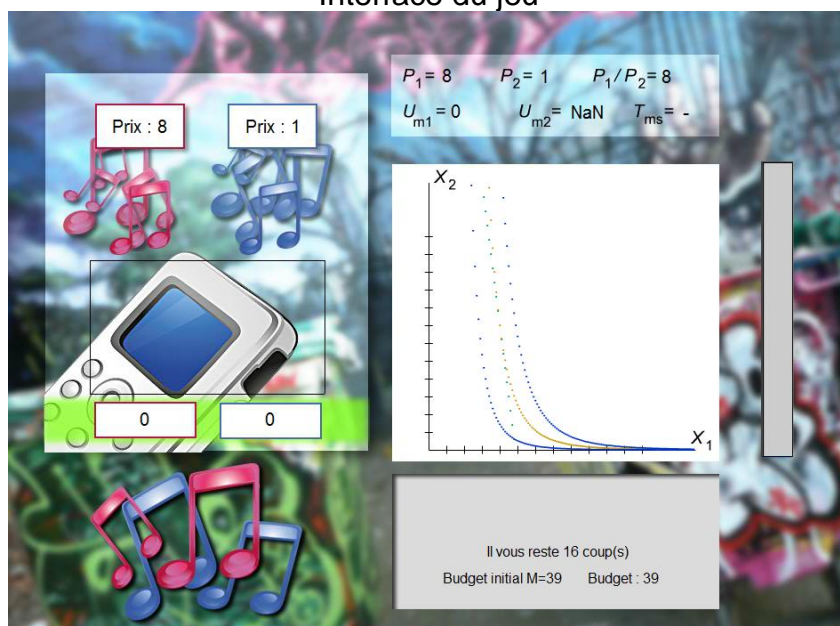 Interface du jeu
P1 = 8 P2 = 1 P1 / P2 = 8
Um1 = 0 Um2 = NaN Tms = -
Prix : 8
Prix : 1
X2
X1
0
0
Il vous reste 16 coup(s)
Budget initial M=39 Budget : 39